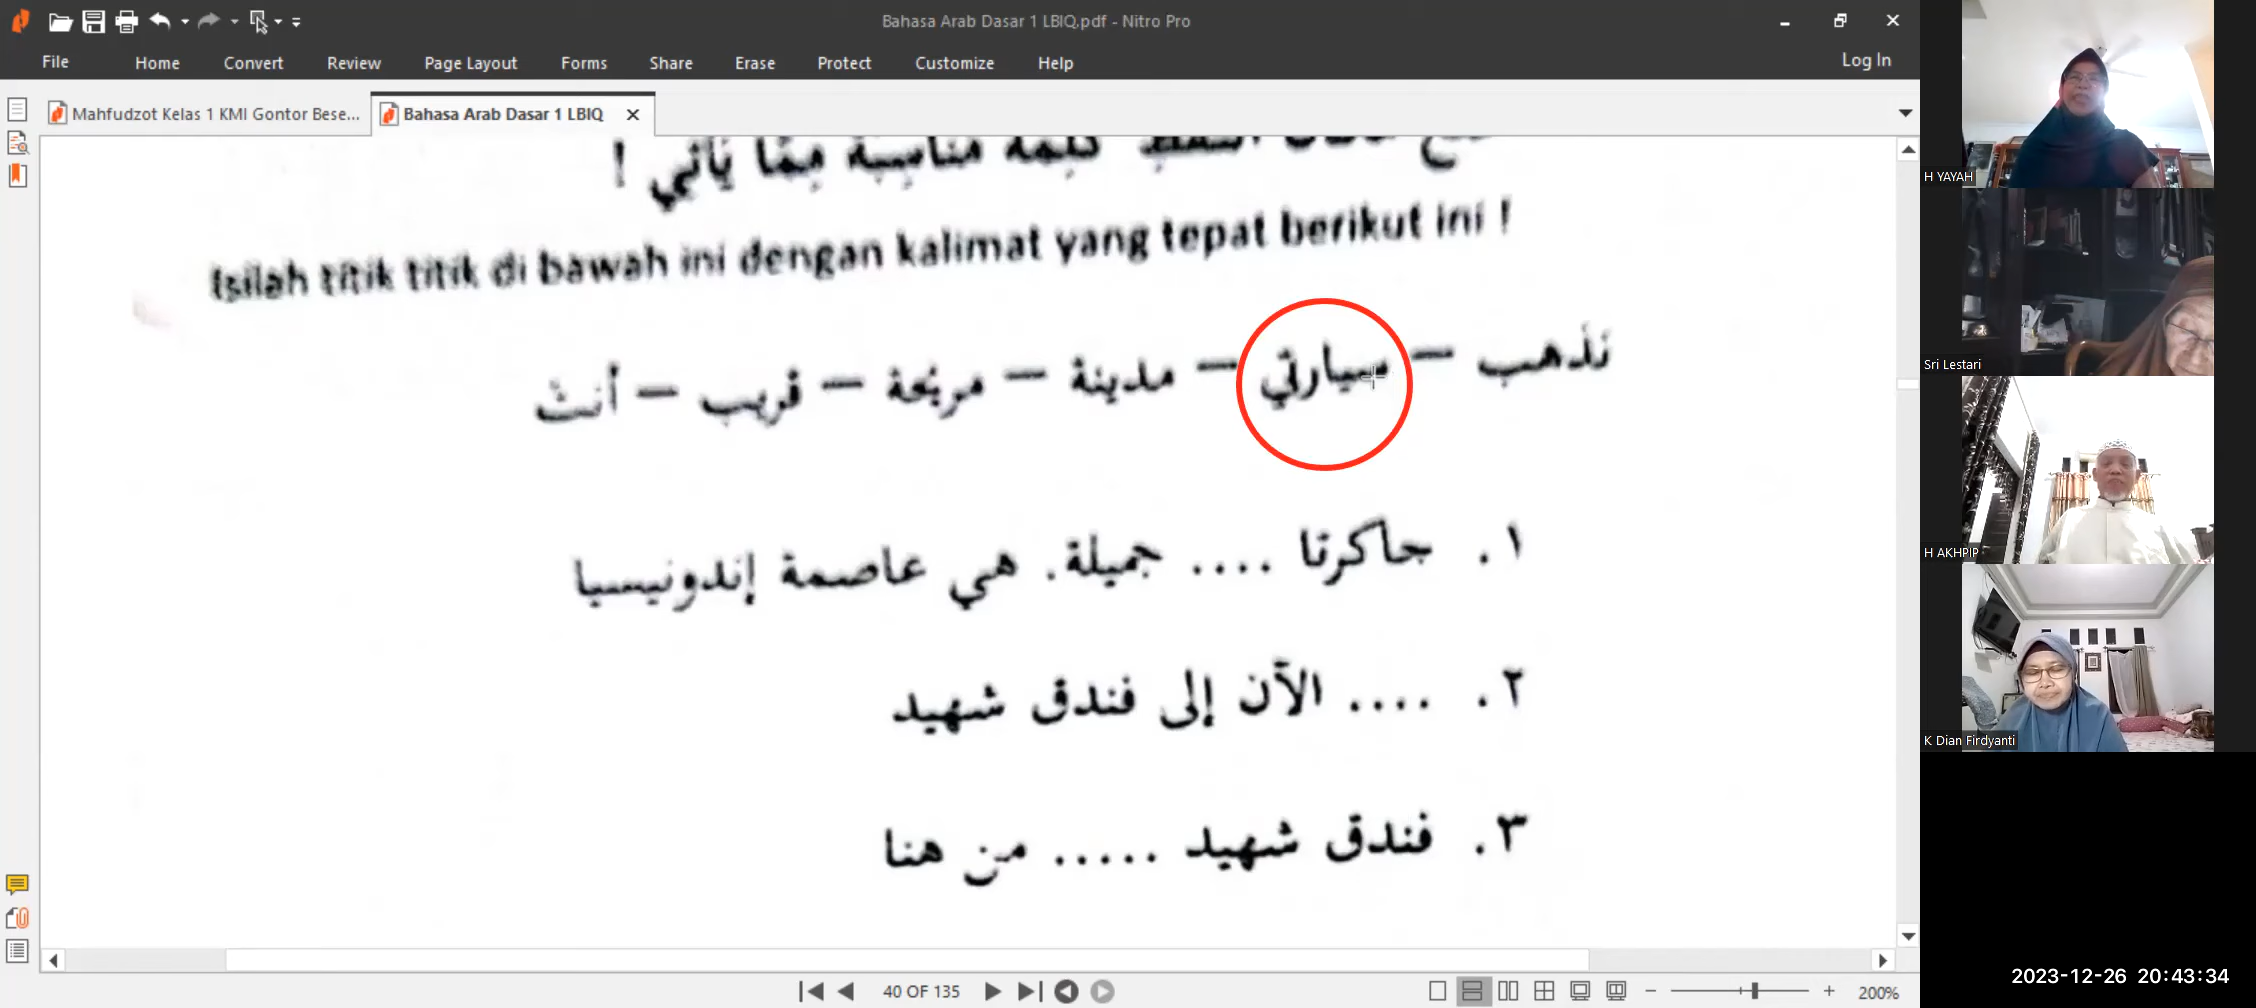 Bahasa Arab Dasar 1 LBIQ.pdf - Nitro Pro
File Home Convert Review Page Layout Forms Share Erase Protect Customize Help Log In
Mahfudzot Kelas 1 KMI Gontor Bese... Bahasa Arab Dasar 1 LBIQ
كلمة مناسبة مما يأتي !
Isilah titik titik di bawah ini dengan kalimat yang tepat berikut ini !
نذهب – سيارتي – مدينة – مريحة – قريب – أنت
١. جاكرتا .... جميلة. هي عاصمة إندونيسيا
٢. .... الآن إلى فندق شهيد
٣. فندق شهيد ..... من هنا
40 OF 135
200%
H YAYAH
Sri Lestari
H AKHPIP
K Dian Firdyanti
2023-12-26 20:43:34